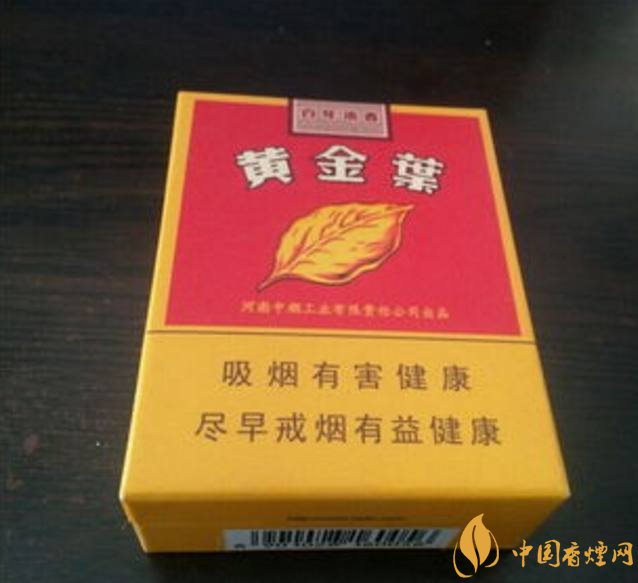 百年浓香
黄金葉
河南中烟工业有限责任公司出品
吸烟有害健康
尽早戒烟有益健康
中国香煙网